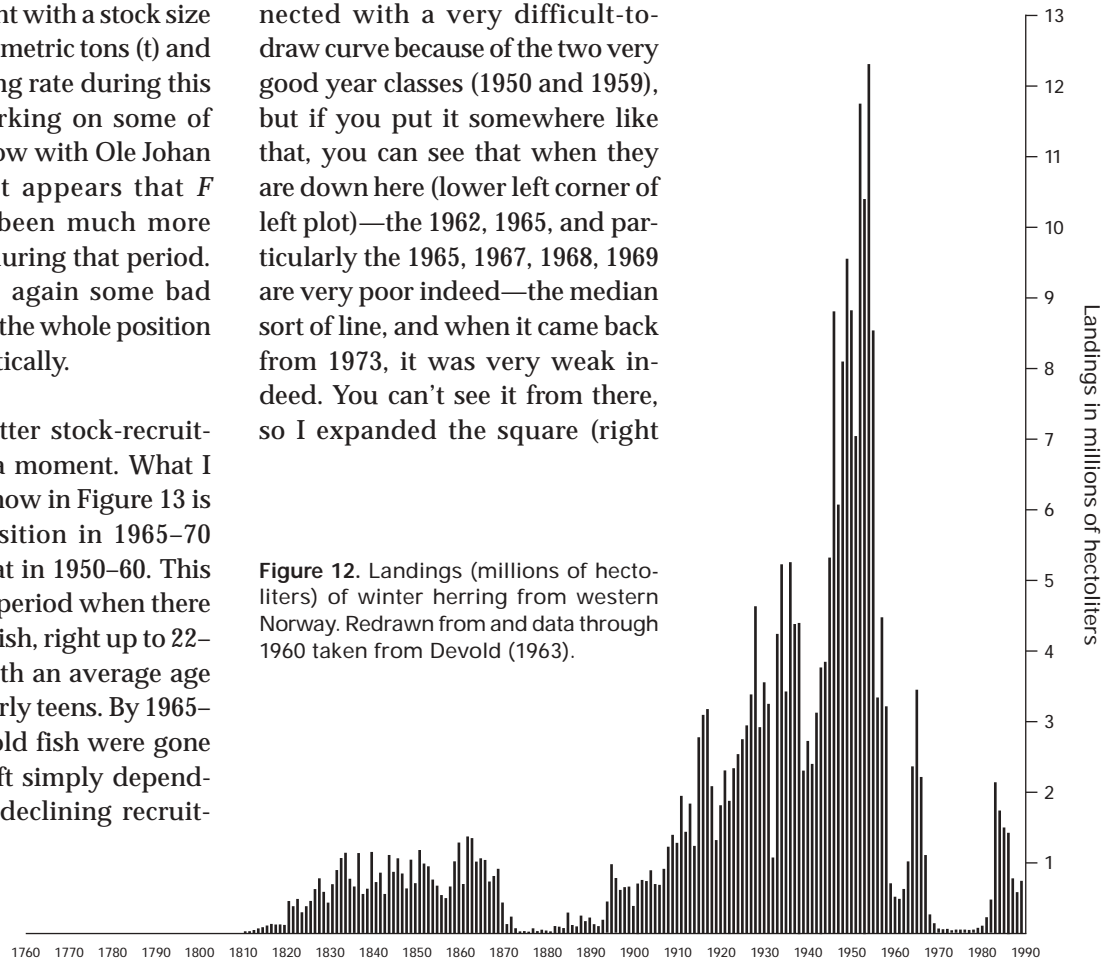 nt with a stock size
metric tons (t) and
ng rate during this
rking on some of
ow with Ole Johan
t appears that F
been much more
uring that period.
again some bad
the whole position
tically.
tter stock-recruit-
a moment. What I
how in Figure 13 is
sition in 1965–70
at in 1950–60. This
period when there
ish, right up to 22–
th an average age
rly teens. By 1965–
old fish were gone
ft simply depend-
declining recruit-
nected with a very difficult-to-
draw curve because of the two very
good year classes (1950 and 1959),
but if you put it somewhere like
that, you can see that when they
are down here (lower left corner of
left plot)—the 1962, 1965, and par-
ticularly the 1965, 1967, 1968, 1969
are very poor indeed—the median
sort of line, and when it came back
from 1973, it was very weak in-
deed. You can't see it from there,
so I expanded the square (right
Figure 12. Landings (millions of hecto-
liters) of winter herring from western
Norway. Redrawn from and data through
1960 taken from Devold (1963).
13
12
11
10
9
8
7
6
5
4
3
2
1
Landings in millions of hectoliters
1760 1770 1780 1790 1800 1810 1820 1830 1840 1850 1860 1870 1880 1890 1900 1910 1920 1930 1940 1950 1960 1970 1980 1990